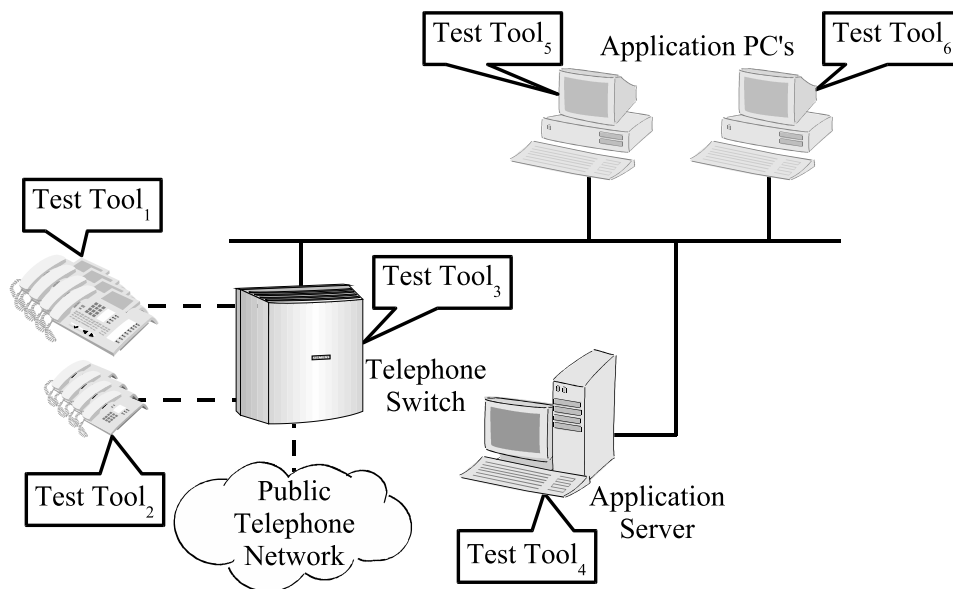 Test Tool5
Application PC's
Test Tool6
Test Tool1
Test Tool3
Telephone
Switch
SIEMENS
Test Tool2
Public
Telephone
Network
Application
Server
Test Tool4